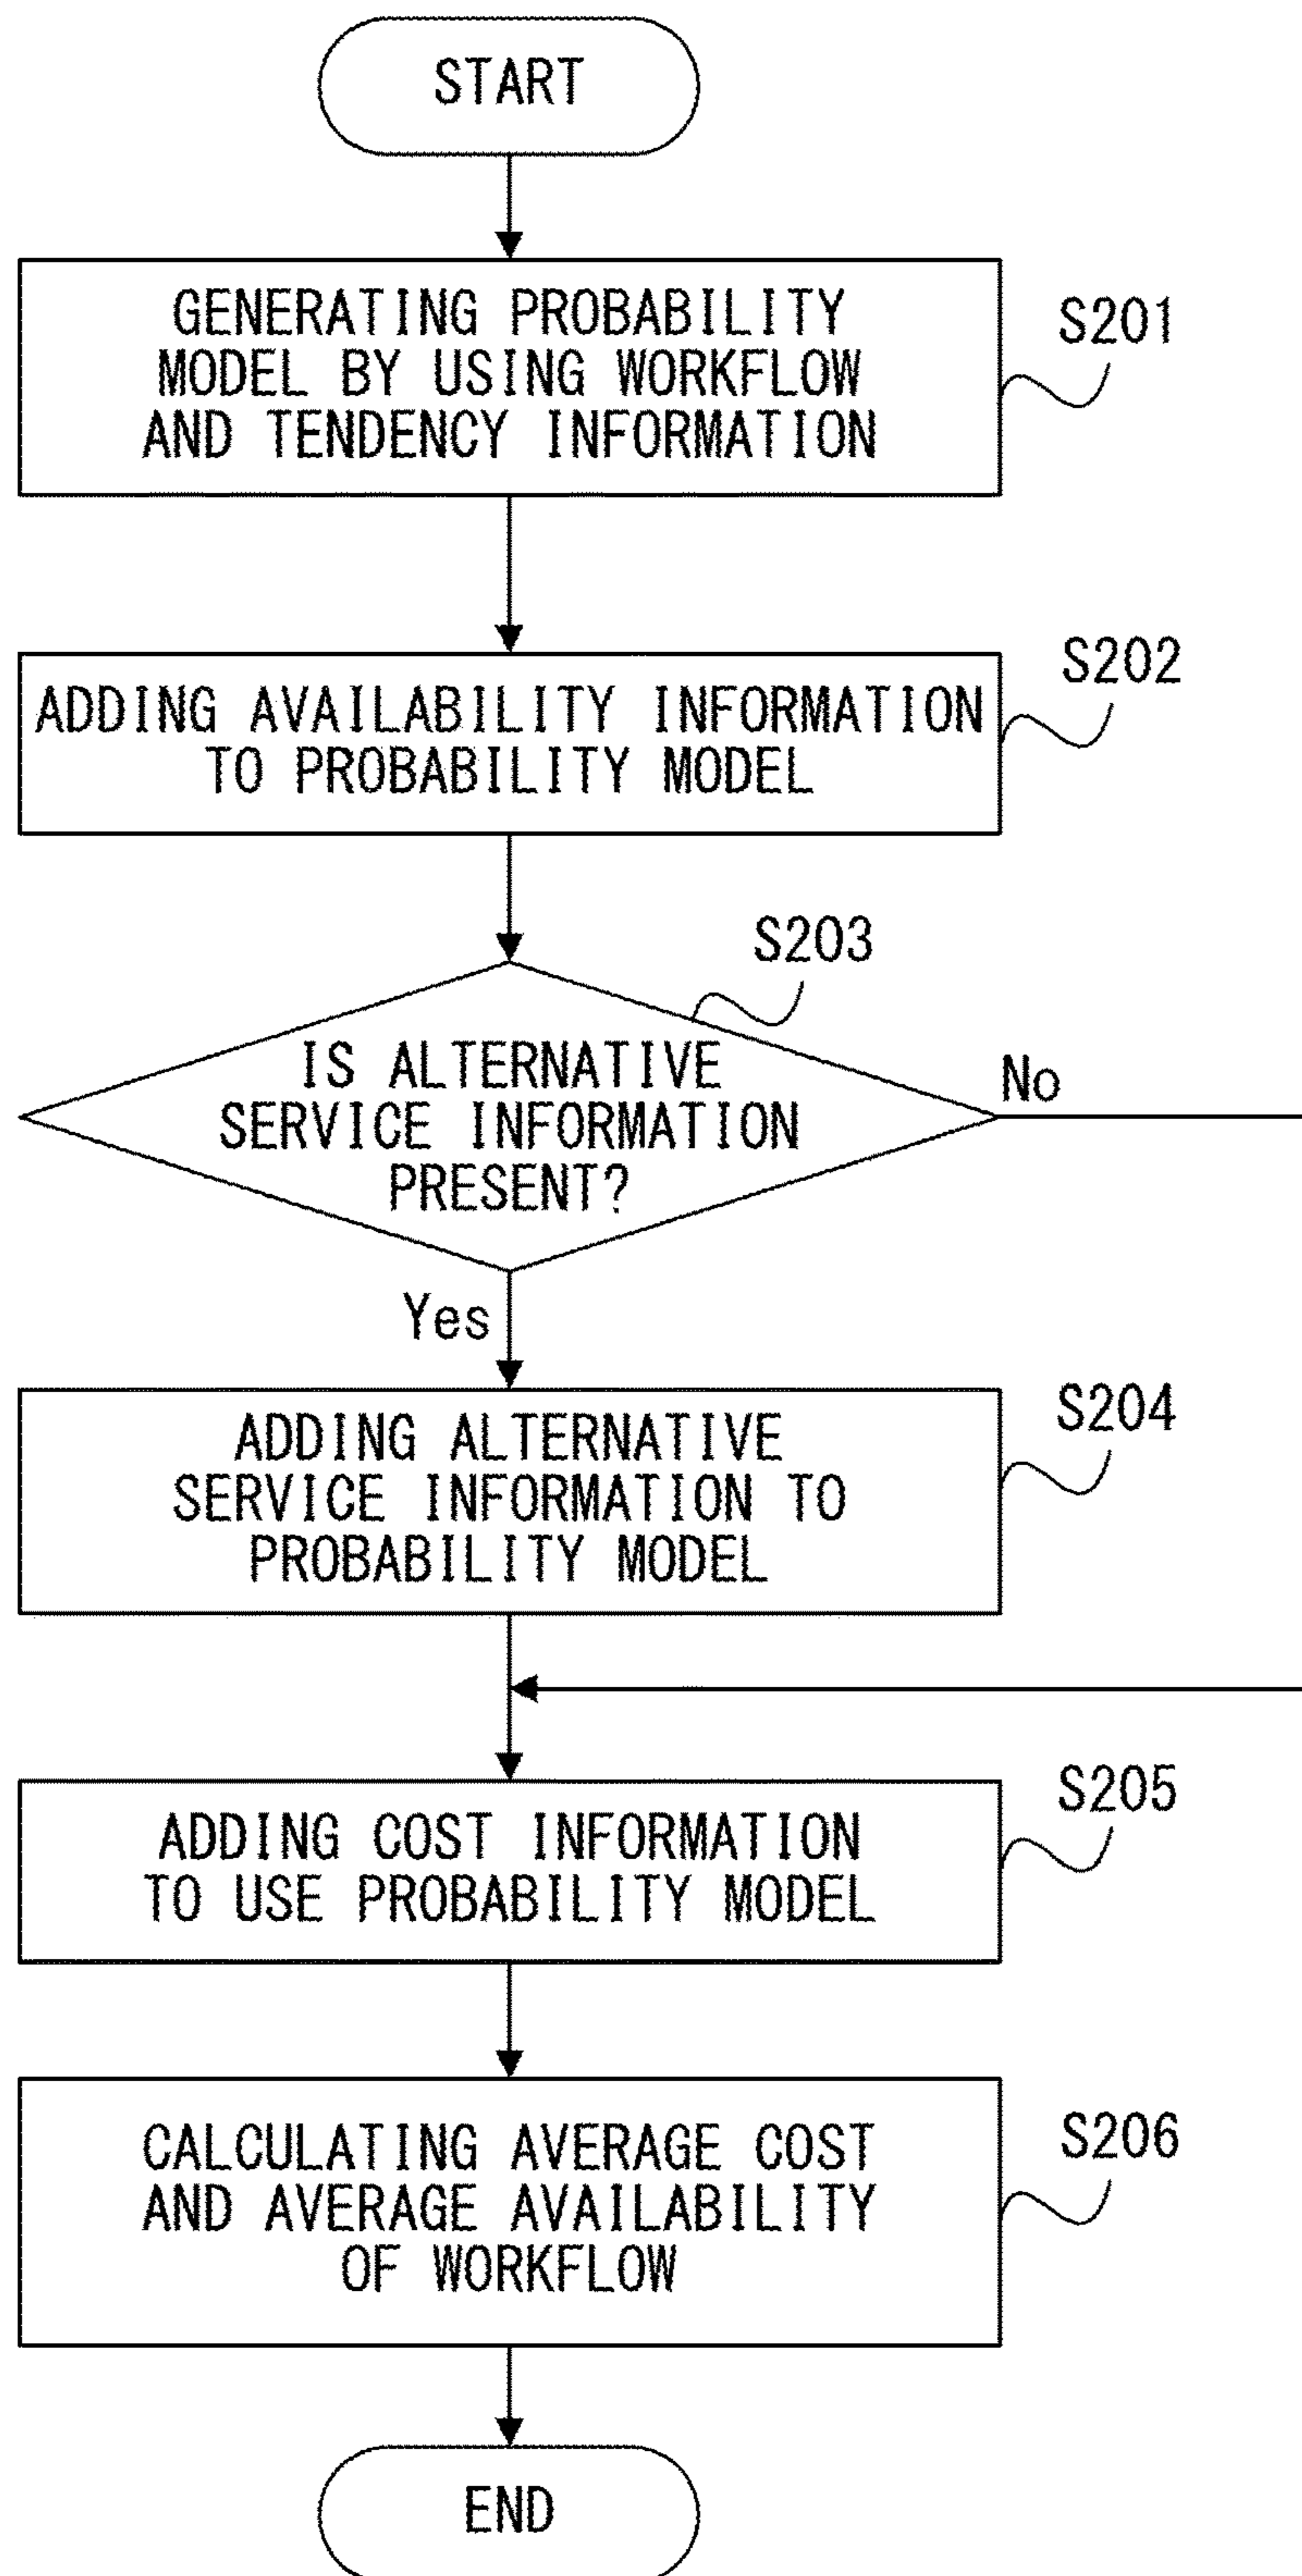 START
GENERATING PROBABILITY
MODEL BY USING WORKFLOW
AND TENDENCY INFORMATION
S201
ADDING AVAILABILITY INFORMATION
TO PROBABILITY MODEL
S202
S203
IS ALTERNATIVE
SERVICE INFORMATION
PRESENT?
No
Yes
ADDING ALTERNATIVE
SERVICE INFORMATION TO
PROBABILITY MODEL
S204
ADDING COST INFORMATION
TO USE PROBABILITY MODEL
S205
CALCULATING AVERAGE COST
AND AVERAGE AVAILABILITY
OF WORKFLOW
S206
END